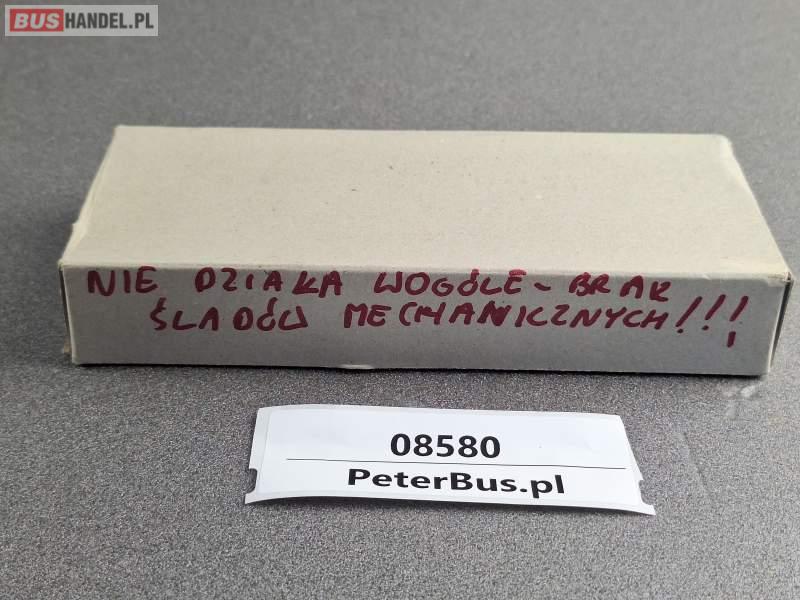 BUSHANDEL.PL
NIE DZIAŁA WOGÓLE - BRAK
ŚLADÓW MECHANICZNYCH!!!
08580
PeterBus.pl